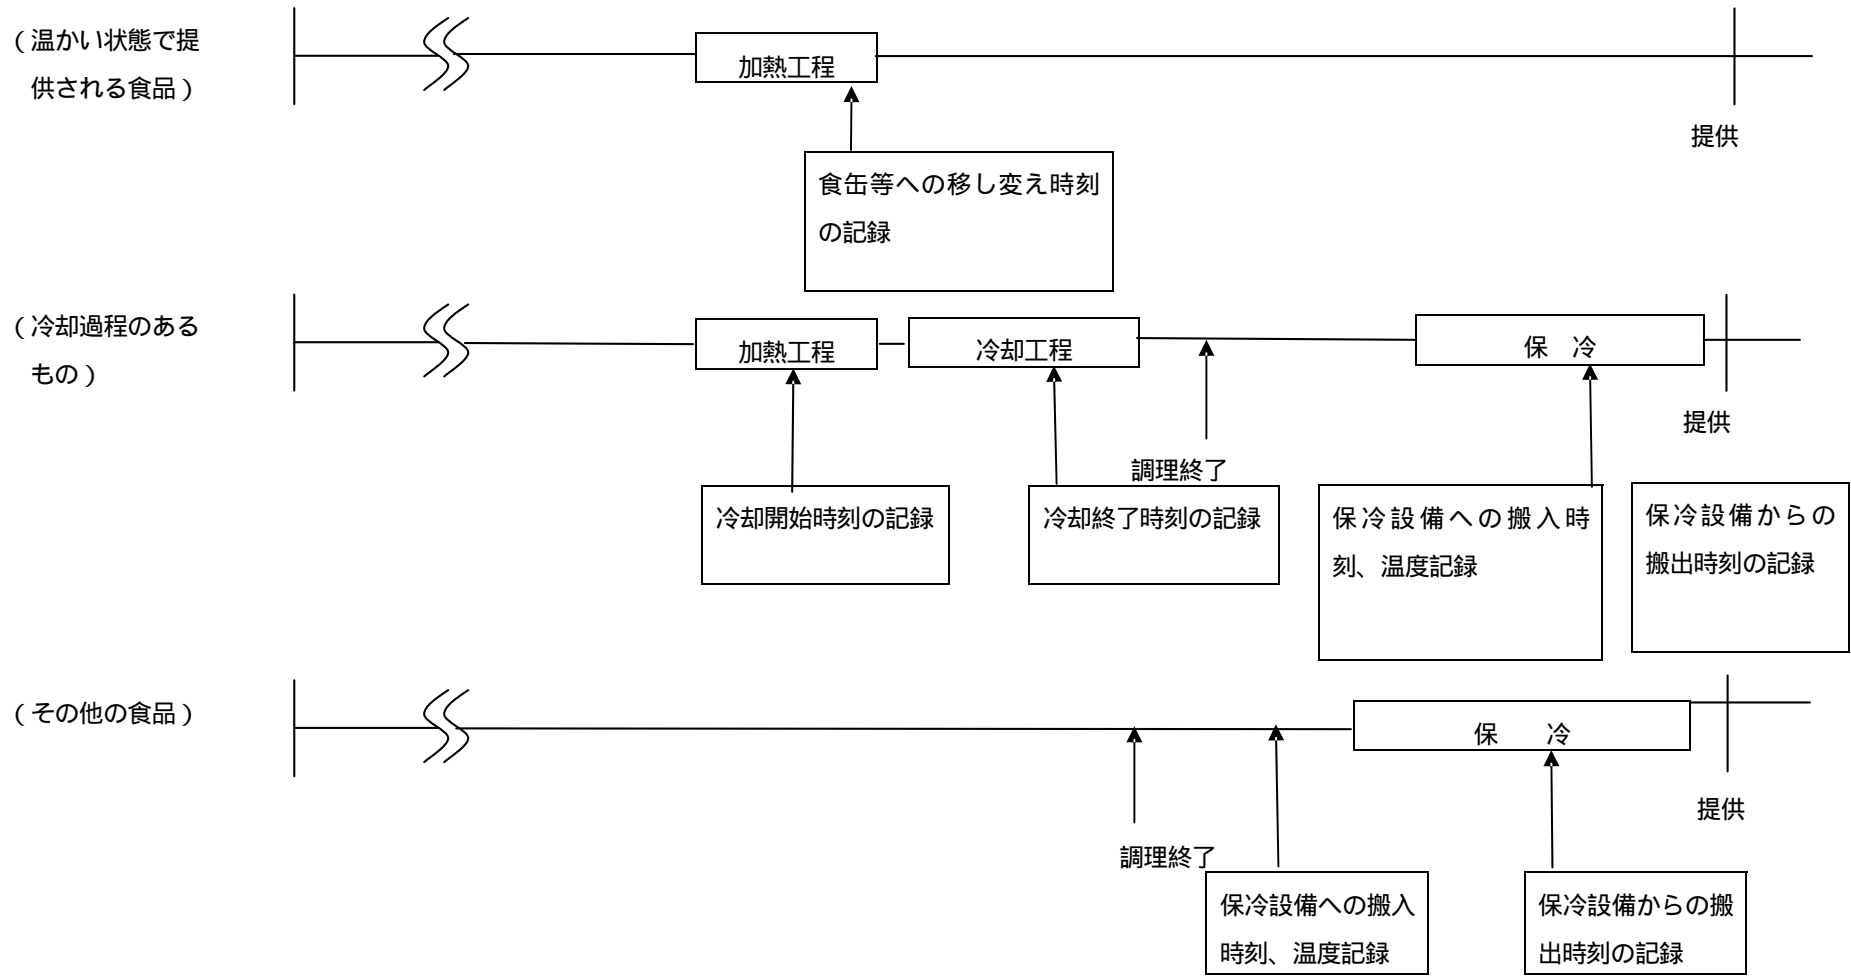 （温かい状態で提
供される食品）
加熱工程
提供
食缶等への移し変え時刻
の記録
（冷却過程のある
もの）
加熱工程
冷却工程
保　冷
提供
調理終了
冷却開始時刻の記録
冷却終了時刻の記録
保冷設備への搬入時
刻、温度記録
保冷設備からの
搬出時刻の記録
（その他の食品）
保　　冷
提供
調理終了
保冷設備への搬入
時刻、温度記録
保冷設備からの搬
出時刻の記録